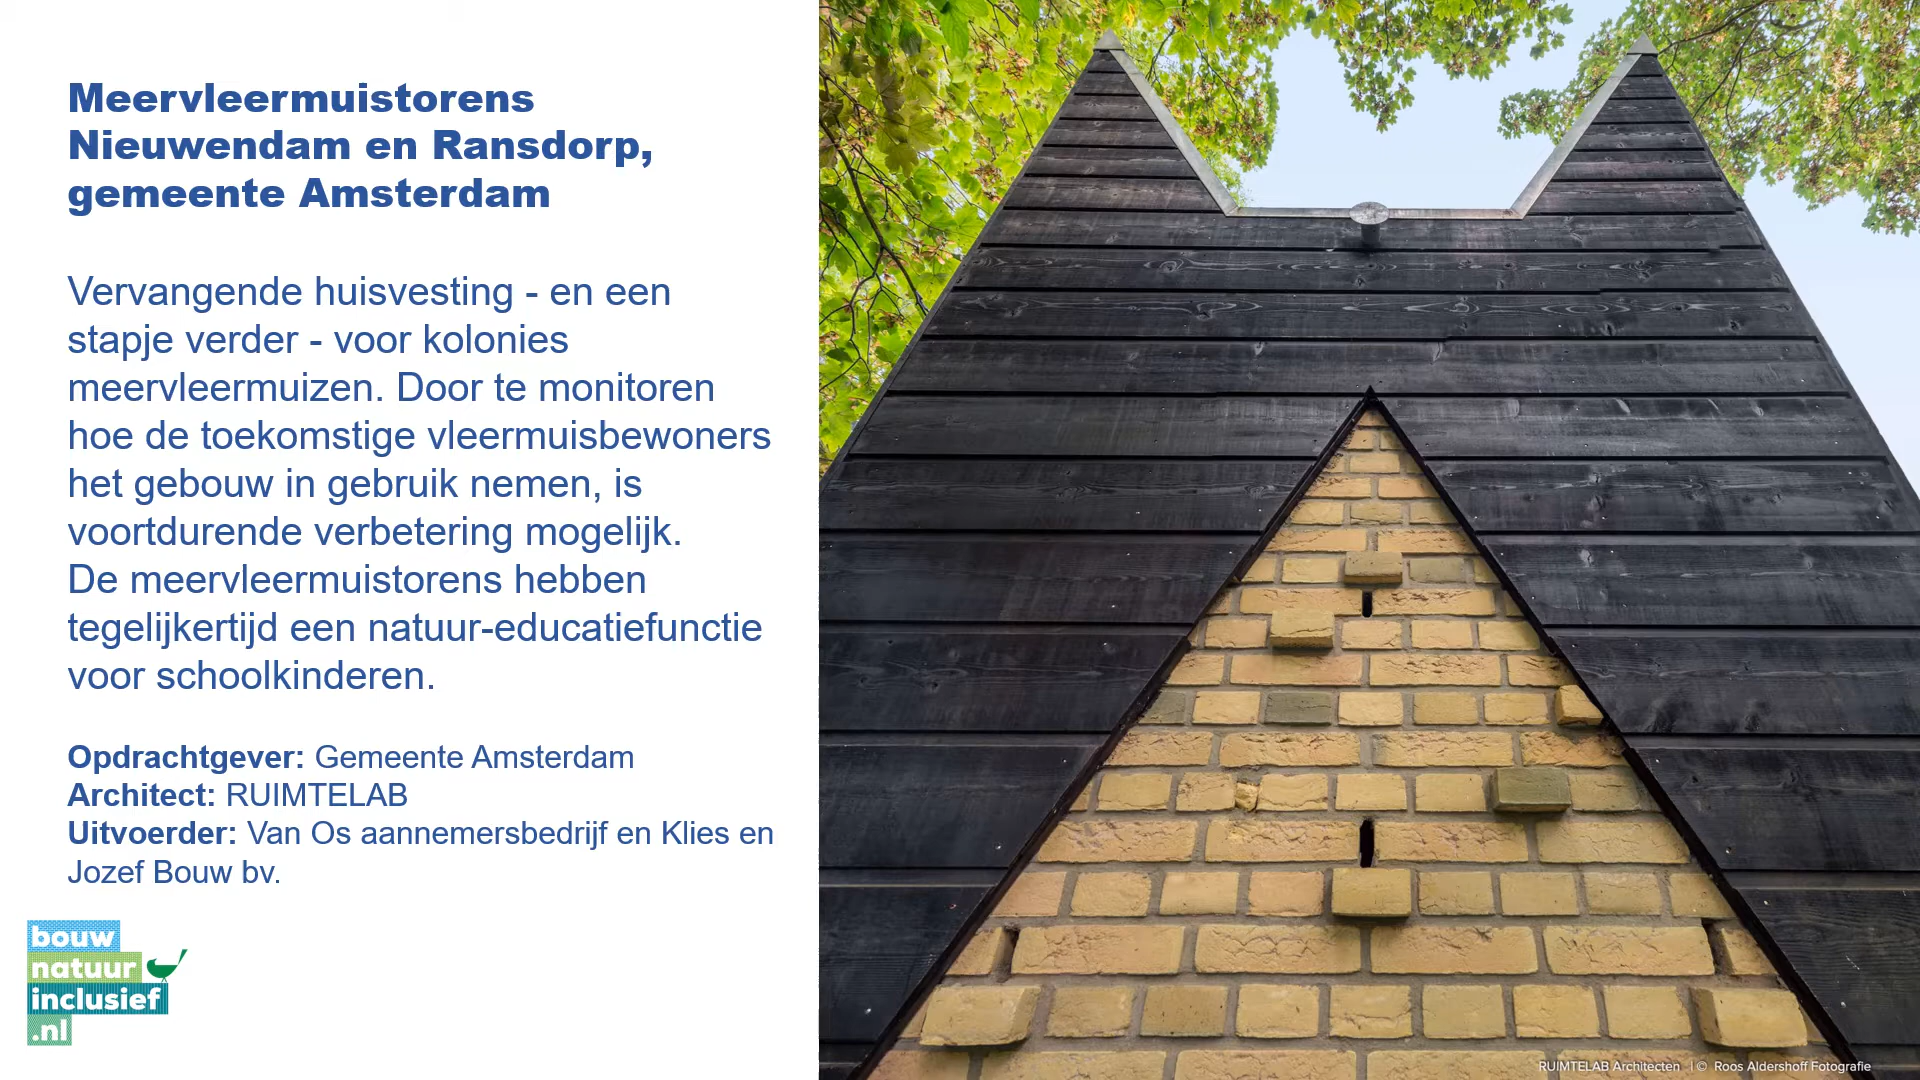 Meervleermuistorens
Nieuwendam en Ransdorp,
gemeente Amsterdam
Vervangende huisvesting - en een
stapje verder - voor kolonies
meervleermuizen. Door te monitoren
hoe de toekomstige vleermuisbewoners
het gebouw in gebruik nemen, is
voortdurende verbetering mogelijk.
De meervleermuistorens hebben
tegelijkertijd een natuur-educatiefunctie
voor schoolkinderen.
Opdrachtgever: Gemeente Amsterdam
Architect: RUIMTELAB
Uitvoerder: Van Os aannemersbedrijf en Klies en
Jozef Bouw bv.
bouw
natuur
inclusief
.nl
RUIMTELAB Architecten | © Roos Aldershoff Fotografie